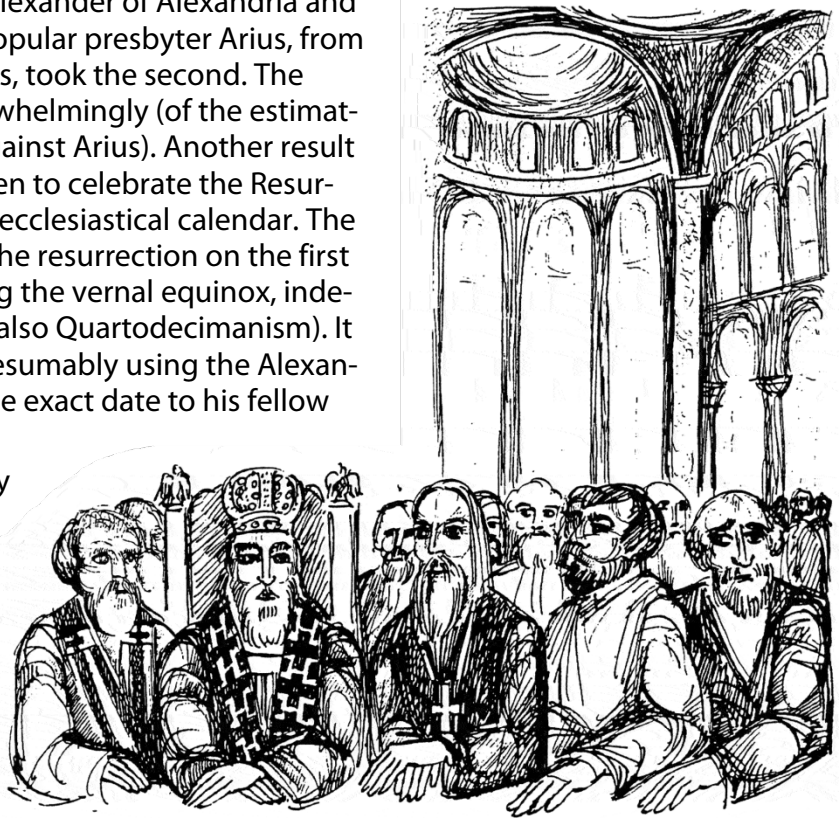 lexander of Alexandria and
opular presbyter Arius, from
s, took the second. The
whelmingly (of the estimat-
ainst Arius). Another result
en to celebrate the Resur-
ecclesiastical calendar. The
he resurrection on the first
g the vernal equinox, inde-
also Quartodecimanism). It
esumably using the Alexan-
e exact date to his fellow
y